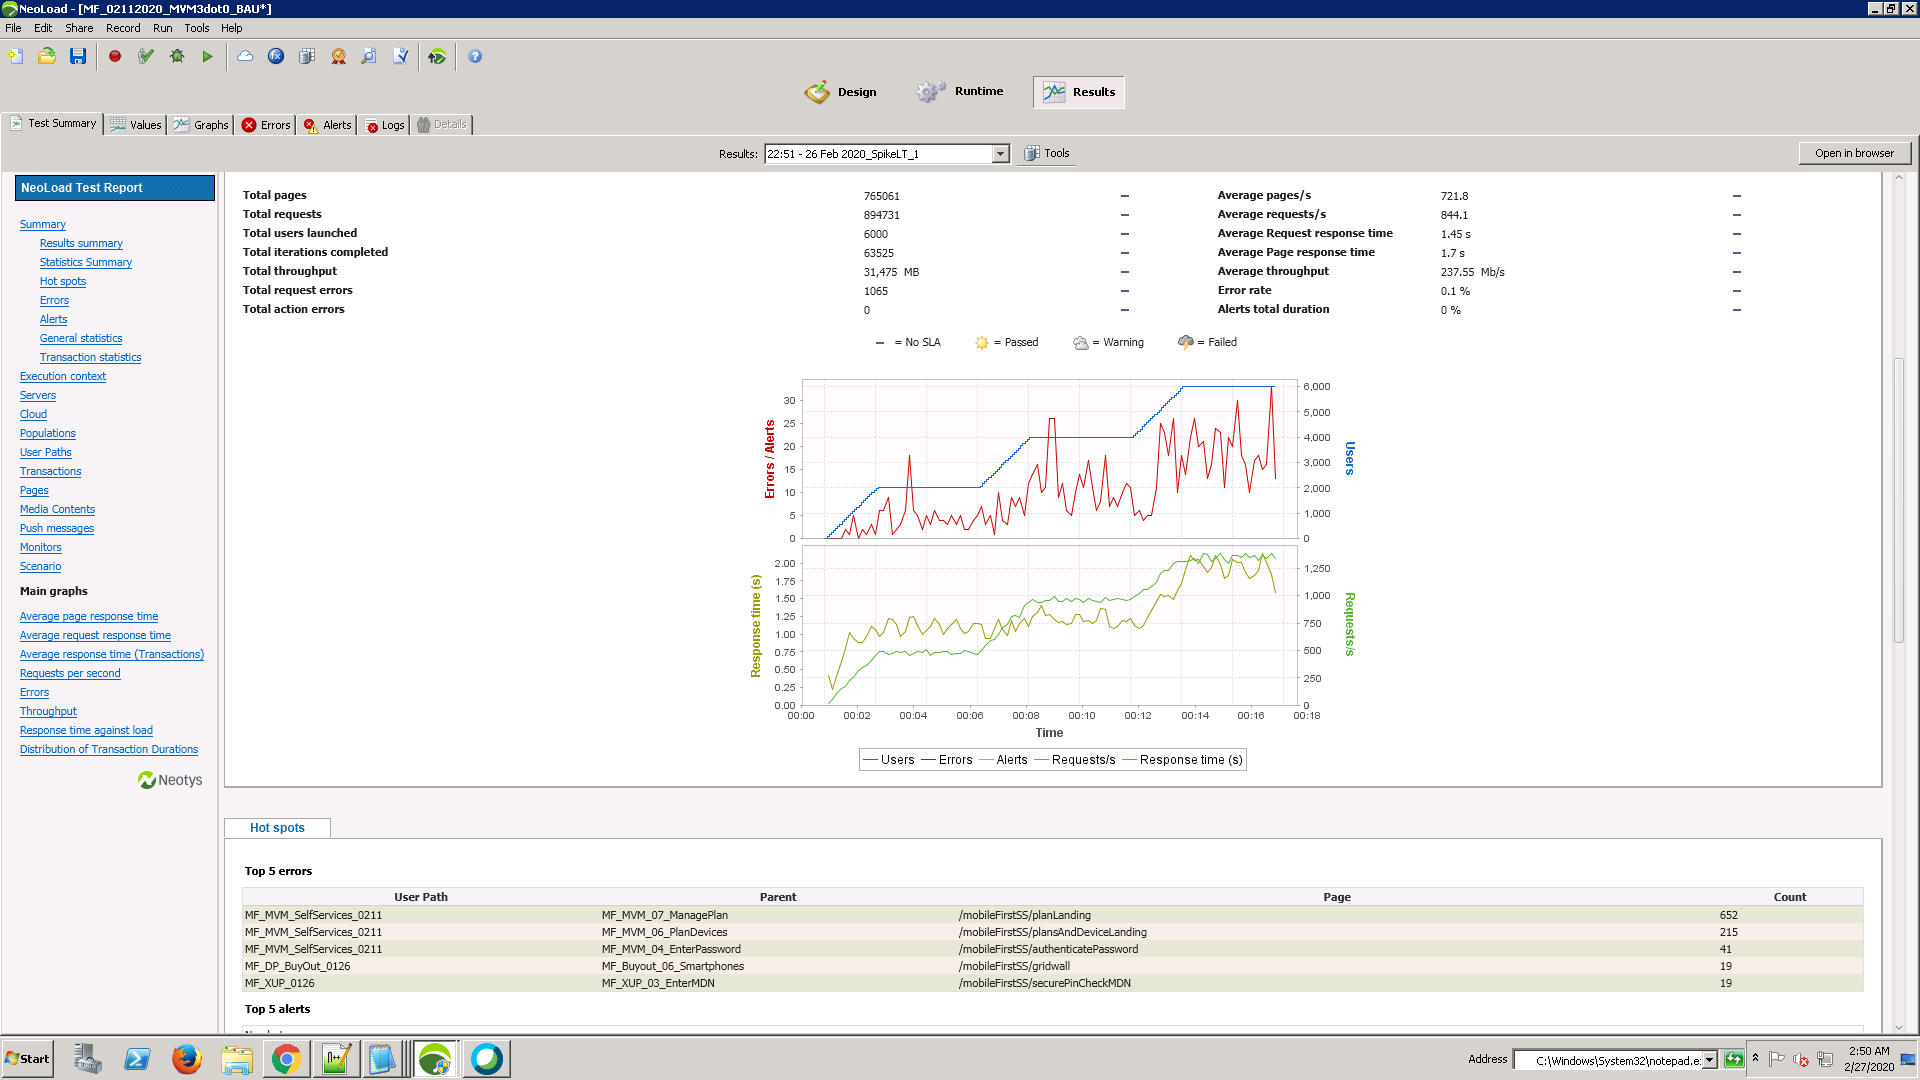 NeoLoad - [MF_02112020_MVM3dot0_BAU*]
File Edit Share Record Run Tools Help
Design Runtime Results
Test Summary Values Graphs Errors Alerts Logs Details
Results: 22:51 - 26 Feb 2020_SpikeLT_1 Tools Open in browser
NeoLoad Test Report
Summary
Results summary
Statistics Summary
Hot spots
Errors
Alerts
General statistics
Transaction statistics
Execution context
Servers
Cloud
Populations
User Paths
Transactions
Pages
Media Contents
Push messages
Monitors
Scenario
Main graphs
Average page response time
Average request response time
Average response time (Transactions)
Requests per second
Errors
Throughput
Response time against load
Distribution of Transaction Durations
Neotys
Total pages 765061 – Average pages/s 721.8 –
Total requests 894731 – Average requests/s 844.1 –
Total users launched 6000 – Average Request response time 1.45 s –
Total iterations completed 63525 – Average Page response time 1.7 s –
Total throughput 31,475 MB – Average throughput 237.55 Mb/s –
Total request errors 1065 – Error rate 0.1 % –
Total action errors 0 – Alerts total duration 0 % –
– = No SLA = Passed = Warning = Failed
Errors / Alerts
30
25
20
15
10
5
0
6,000
5,000
4,000
3,000
2,000
1,000
0
Users
Response time (s)
2.00
1.75
1.50
1.25
1.00
0.75
0.50
0.25
0.00
1,250
1,000
750
500
250
0
Requests/s
00:00 00:02 00:04 00:06 00:08 00:10 00:12 00:14 00:16 00:18
Time
Users Errors Alerts Requests/s Response time (s)
Hot spots
Top 5 errors
User Path Parent Page Count
MF_MVM_SelfServices_0211 MF_MVM_07_ManagePlan /mobileFirstSS/planLanding 652
MF_MVM_SelfServices_0211 MF_MVM_06_PlanDevices /mobileFirstSS/plansAndDeviceLanding 215
MF_MVM_SelfServices_0211 MF_MVM_04_EnterPassword /mobileFirstSS/authenticatePassword 41
MF_DP_BuyOut_0126 MF_Buyout_06_Smartphones /mobileFirstSS/gridwall 19
MF_XUP_0126 MF_XUP_03_EnterMDN /mobileFirstSS/securePinCheckMDN 19
Top 5 alerts
Start Address C:\Windows\System32\notepad.e 2:50 AM
2/27/2020